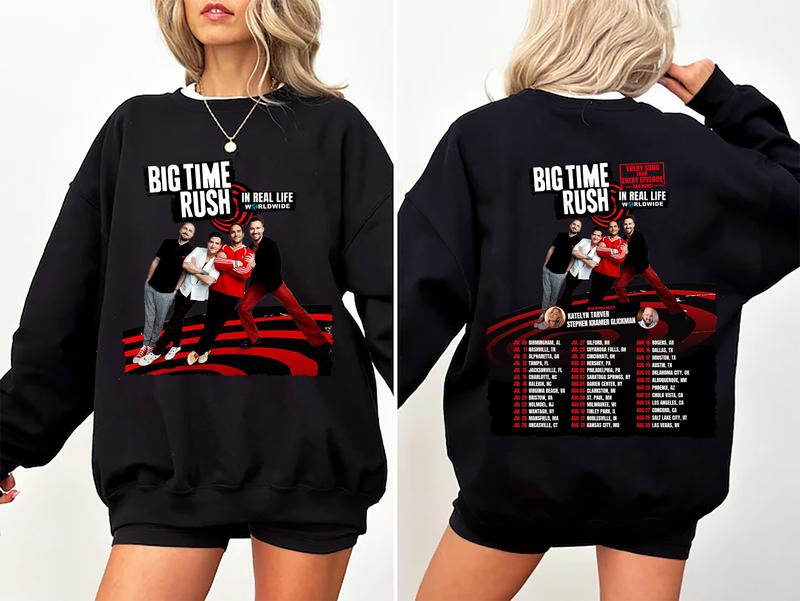 BIG TIME
RUSH
IN REAL LIFE
WORLDWIDE
BIG TIME
RUSH
EVERY SONG
FROM
EVERY EPISODE
AND MORE!
IN REAL LIFE
WORLDWIDE
WITH SPECIAL GUESTS
KATELYN TARVER
STEPHEN KRAMER GLICKMAN
BIRMINGHAM, AL
NASHVILLE, TN
ALPHARETTA, GA
TAMPA, FL
JACKSONVILLE, FL
CHARLOTTE, NC
RALEIGH, NC
VIRGINIA BEACH, VA
BRISTOW, VA
HOLMDEL, NJ
WANTAGH, NY
MANSFIELD, MA
UNCASVILLE, CT
GILFORD, NH
CUYAHOGA FALLS, OH
CINCINNATI, OH
HERSHEY, PA
PHILADELPHIA, PA
SARATOGA SPRINGS, NY
DARIEN CENTER, NY
CLARKSTON, MI
ST. PAUL, MN
MILWAUKEE, WI
TINLEY PARK, IL
NOBLESVILLE, IN
KANSAS CITY, MO
ROGERS, AR
DALLAS, TX
HOUSTON, TX
AUSTIN, TX
OKLAHOMA CITY, OK
ALBUQUERQUE, NM
PHOENIX, AZ
CHULA VISTA, CA
LOS ANGELES, CA
CONCORD, CA
SALT LAKE CITY, UT
LAS VEGAS, NV